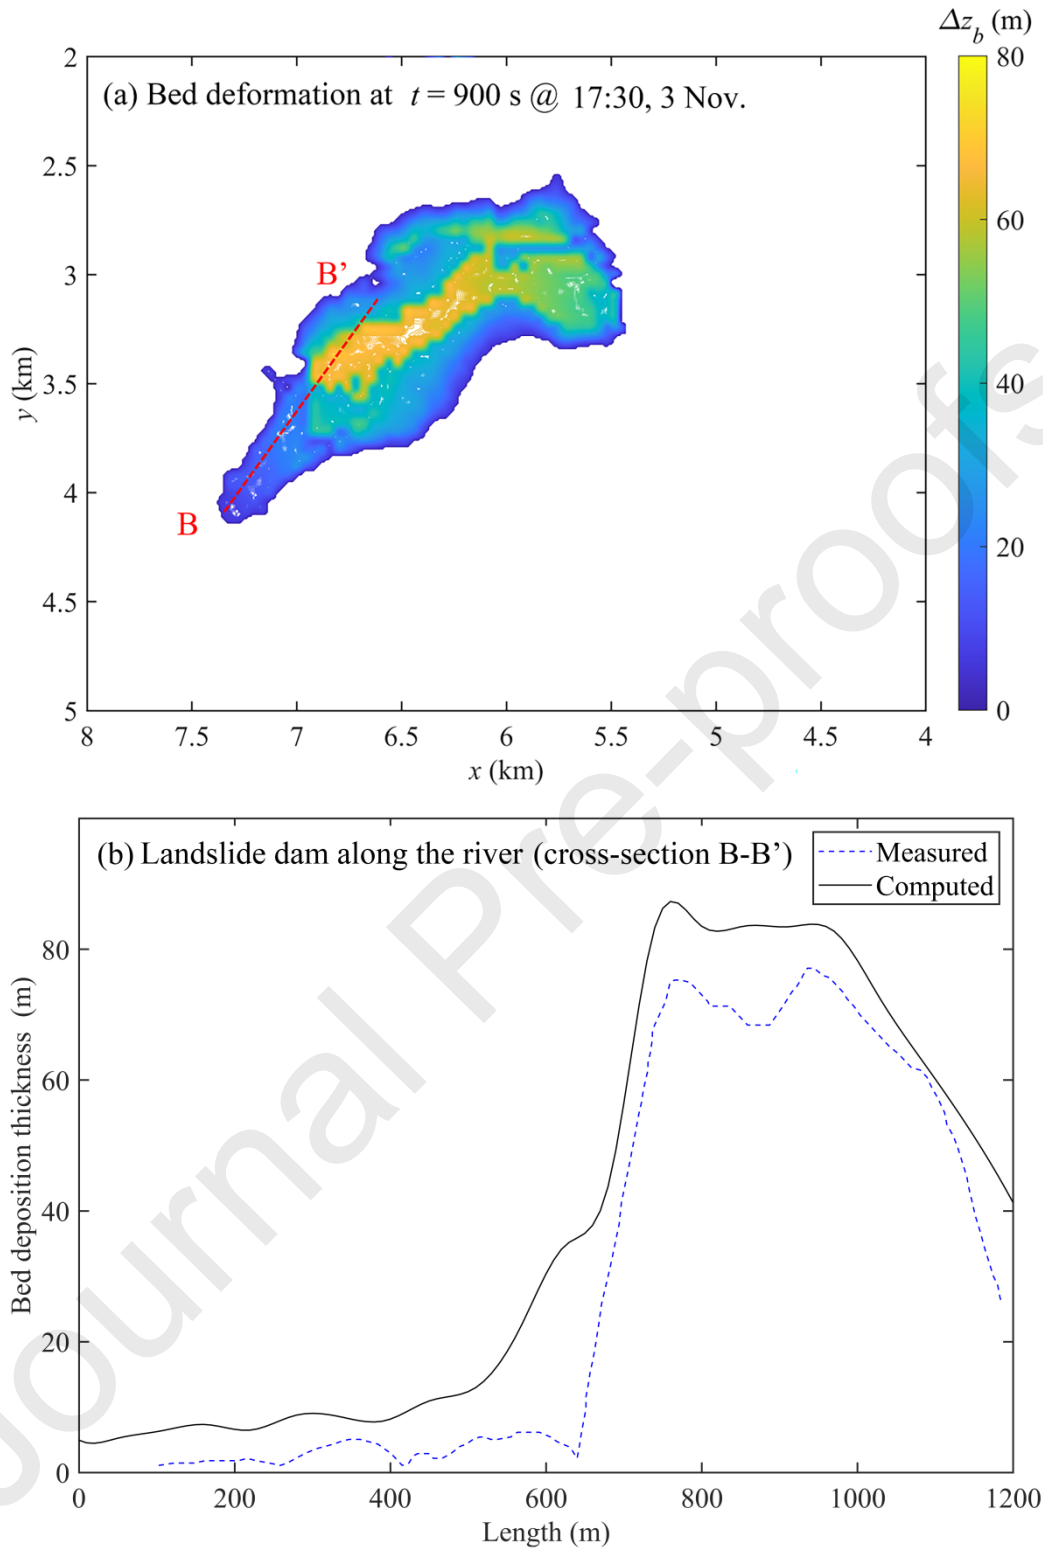 Δz_b (m)
(a) Bed deformation at t = 900 s @ 17:30, 3 Nov.
2
2.5
3
3.5
4
4.5
5
y (km)
B'
B
8
7.5
7
6.5
6
5.5
5
4.5
4
x (km)
80
60
40
20
0
(b) Landslide dam along the river (cross-section B-B’)
Measured
Computed
80
60
40
20
0
Bed deposition thickness (m)
0
200
400
600
800
1000
1200
Length (m)
Journal Pre-proofs